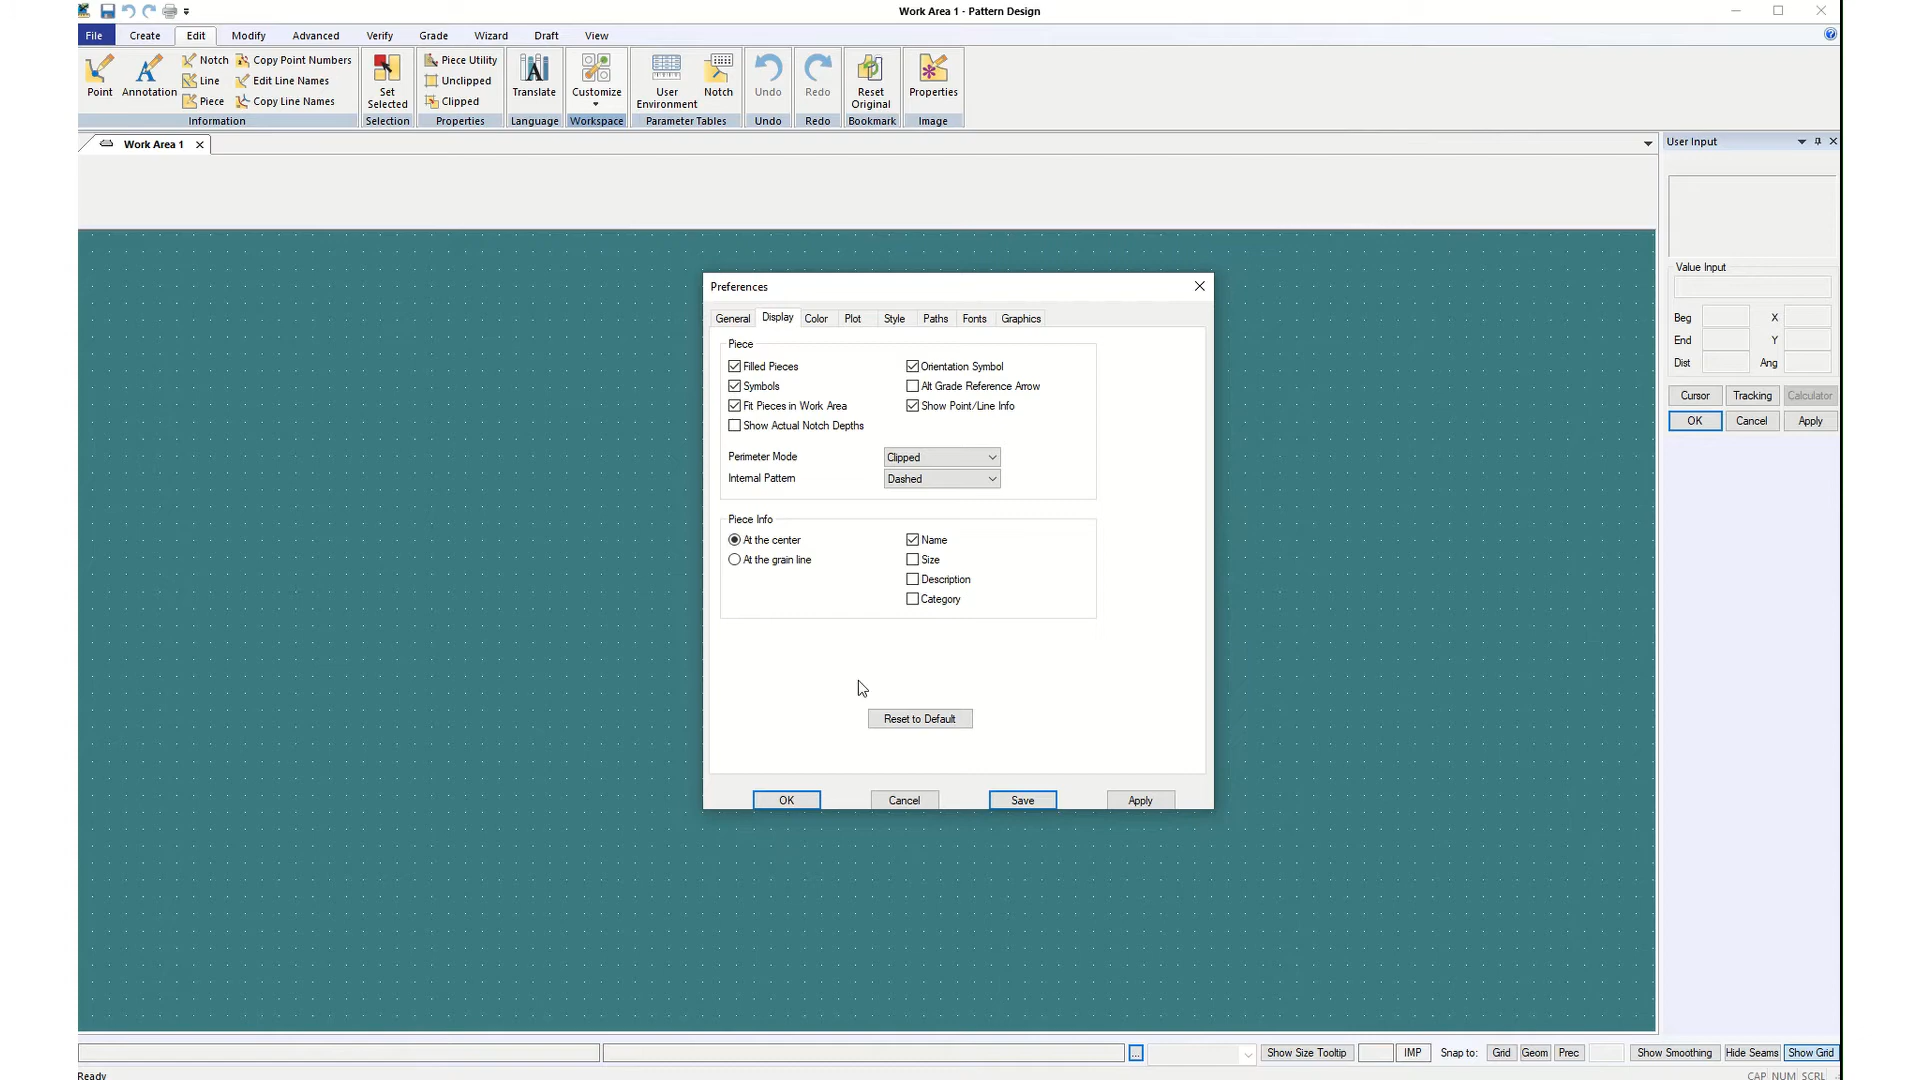 Work Area 1 - Pattern Design
File Create Edit Modify Advanced Verify Grade Wizard Draft View
Point
Annotation
Notch
Line
Piece
Copy Point Numbers
Edit Line Names
Copy Line Names
Information
Set
Selected
Selection
Piece Utility
Unclipped
Clipped
Properties
Translate
Language
Customize
Workspace
User
Environment
Notch
Parameter Tables
Undo
Undo
Redo
Redo
Reset
Original
Bookmark
Properties
Image
Work Area 1
User Input
Value Input
Beg X
End Y
Dist Ang
Cursor Tracking Calculator
OK Cancel Apply
Preferences
General Display Color Plot Style Paths Fonts Graphics
Piece
Filled Pieces Orientation Symbol
Symbols Alt Grade Reference Arrow
Fit Pieces in Work Area Show Point/Line Info
Show Actual Notch Depths
Perimeter Mode Clipped
Internal Pattern Dashed
Piece Info
At the center Name
At the grain line Size
Description
Category
Reset to Default
OK Cancel Save Apply
... Show Size Tooltip IMP Snap to: Grid Geom Prec Show Smoothing Hide Seams Show Grid
Ready CAP NUM SCRL